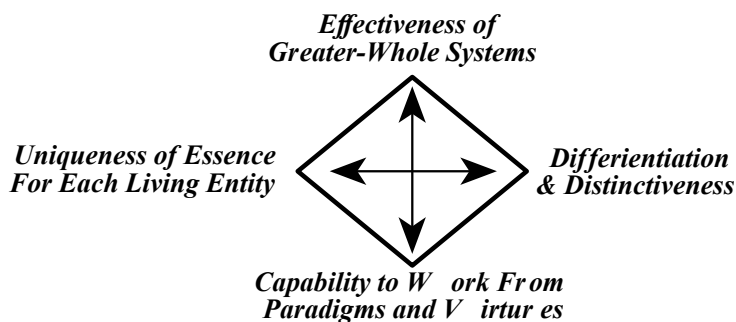 Effectiveness of
Greater-Whole Systems
Uniqueness of Essence
For Each Living Entity
Differientiation
& Distinctiveness
Capability to W ork Fr om
Paradigms and V irtur es